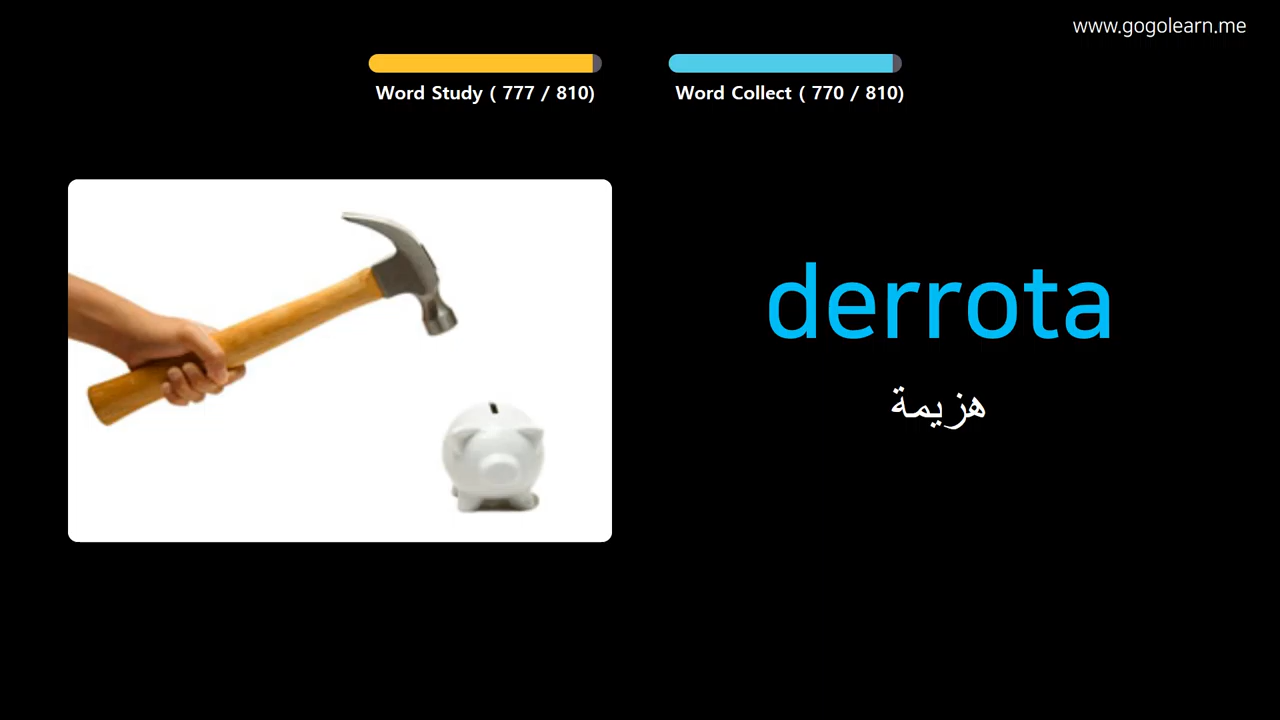 www.gogolearn.me
Word Study ( 777 / 810)
Word Collect ( 770 / 810)
derrota
هزيمة